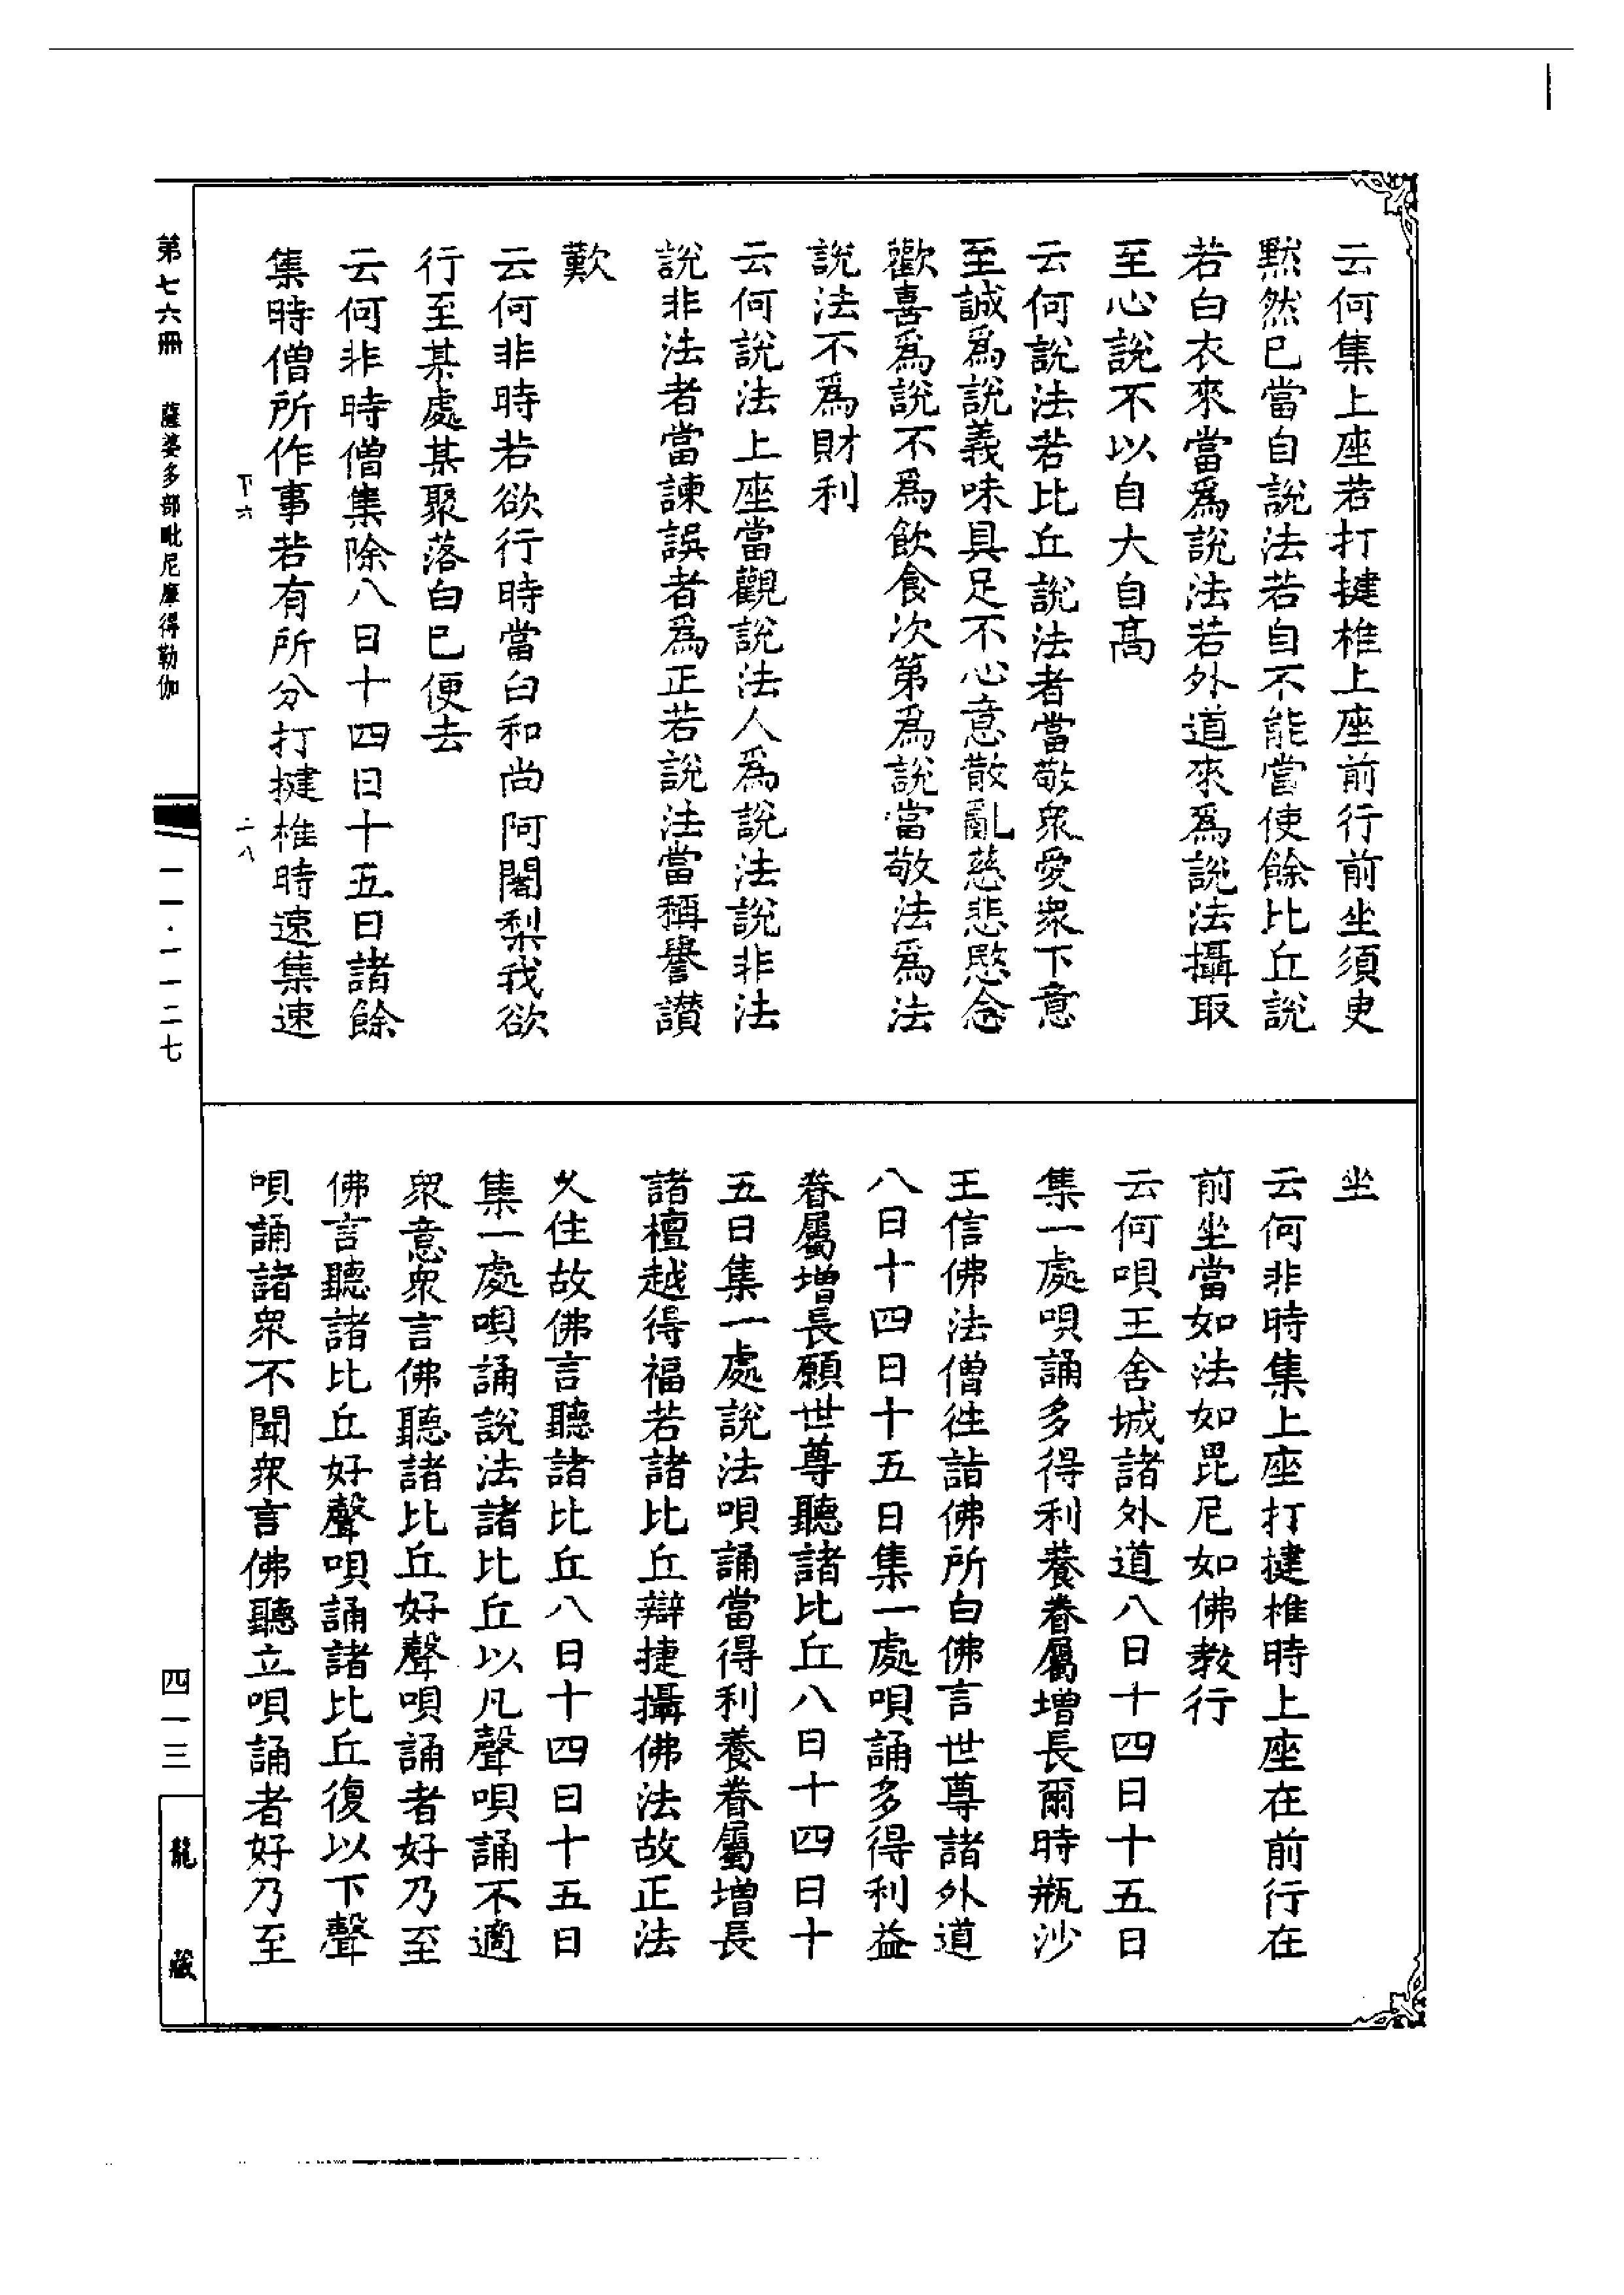 云何集上座若打揵椎上座前行前坐須臾
默然已當自說法若自不能當使餘比丘說
若白衣來當爲說法若外道來爲說法攝取
至心說不以自大自高
云何說法若比丘說法者當敬衆愛衆下意
至誠爲說義味具足不心意散亂慈悲愍念
歡喜爲說不爲飲食次第爲說當敬法爲法
說法不爲財利
云何說法上座當觀說法人爲說法說非法
說非法者當諫誤者爲正若說法當稱譽讃
歎
云何非時若欲行時當白和尚阿闍梨我欲
行至某處某聚落白已便去
云何非時僧集除八日十四日十五日諸餘
集時僧所作事若有所分打揵椎時速集速
坐
云何非時集上座打揵椎時上座在前行在
前坐當如法如毘尼如佛教行
云何唄王舍城諸外道八日十四日十五日
集一處唄誦多得利養眷屬增長爾時瓶沙
王信佛法僧往詣佛所白佛言世尊諸外道
八日十四日十五日集一處唄誦多得利益
眷屬增長願世尊聽諸比丘八日十四日十
五日集一處說法唄誦當得利養眷屬增長
諸檀越得福若諸比丘辯捷攝佛法故正法
久住故佛言聽諸比丘八日十四日十五日
集一處唄誦說法諸比丘以凡聲唄誦不適
衆意衆言佛聽諸比丘好聲唄誦者好乃至
佛言聽諸比丘好聲唄誦諸比丘復以下聲
唄誦諸衆不聞衆言佛聽立唄誦者好乃至
下六
二八
第七六冊
薩婆多部毗尼摩得勒伽
一一·一一二七
四一三
龍藏